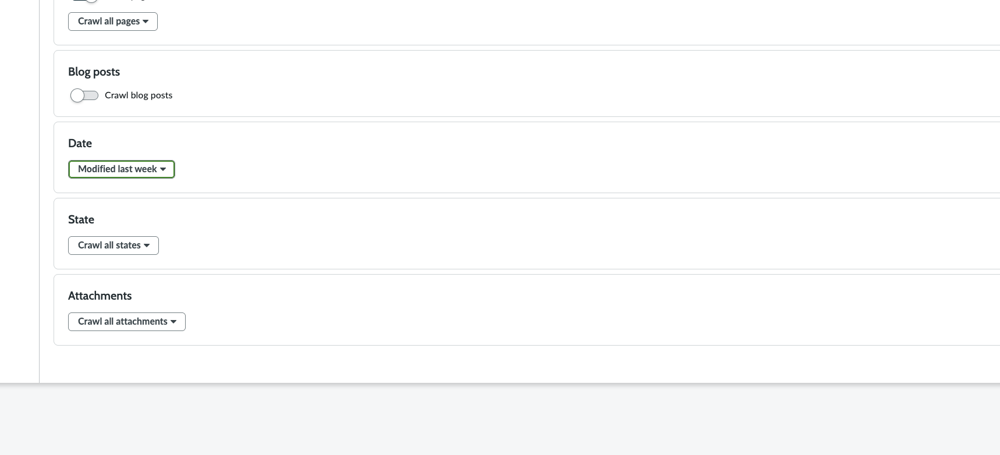 Crawl all pages
Blog posts
Crawl blog posts
Date
Modified last week
State
Crawl all states
Attachments
Crawl all attachments